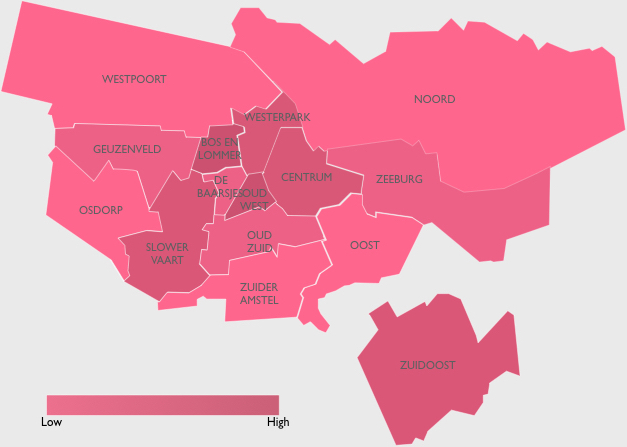 WESTPOORT
NOORD
WESTERPARK
BOS EN
LOMMER
GEUZENVELD
CENTRUM
ZEEBURG
DE
BAARSJES
OUD
WEST
OSDORP
OUD
ZUID
SLOWER
VAART
OOST
ZUIDER
AMSTEL
ZUIDOOST
Low
High